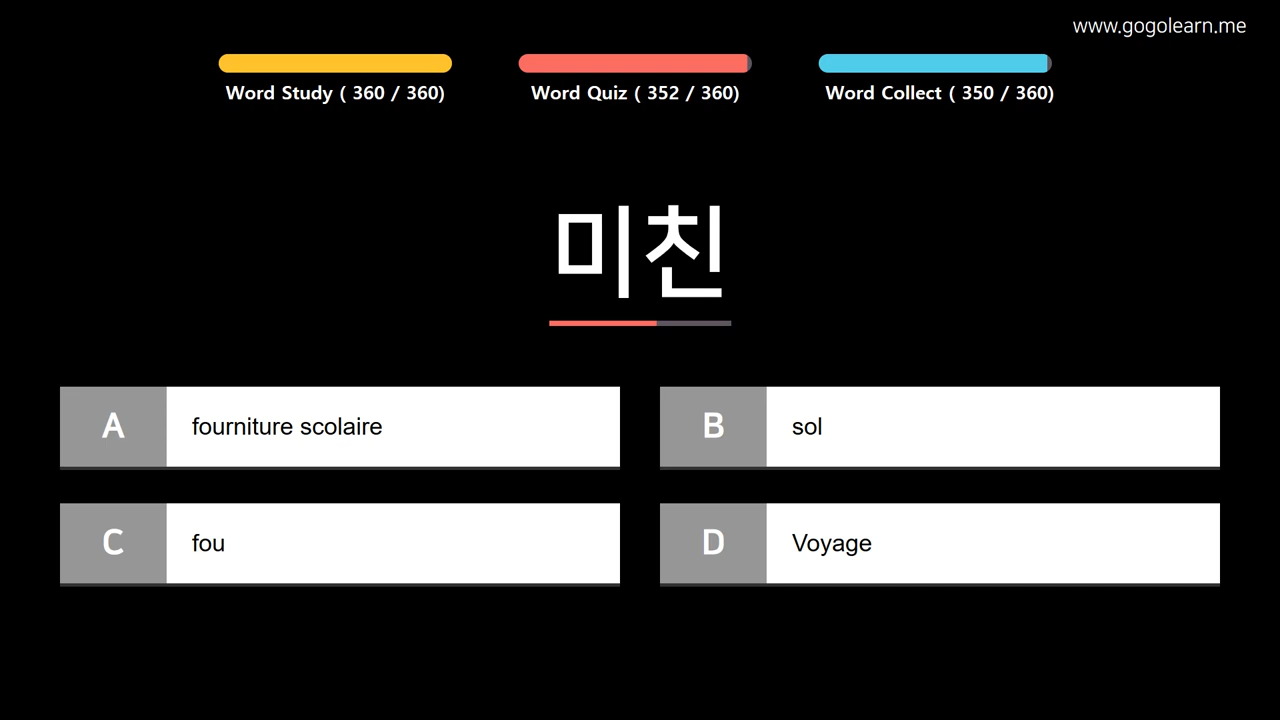 www.gogolearn.me
Word Study ( 360 / 360)
Word Quiz ( 352 / 360)
Word Collect ( 350 / 360)
미친
A fourniture scolaire
B sol
C fou
D Voyage